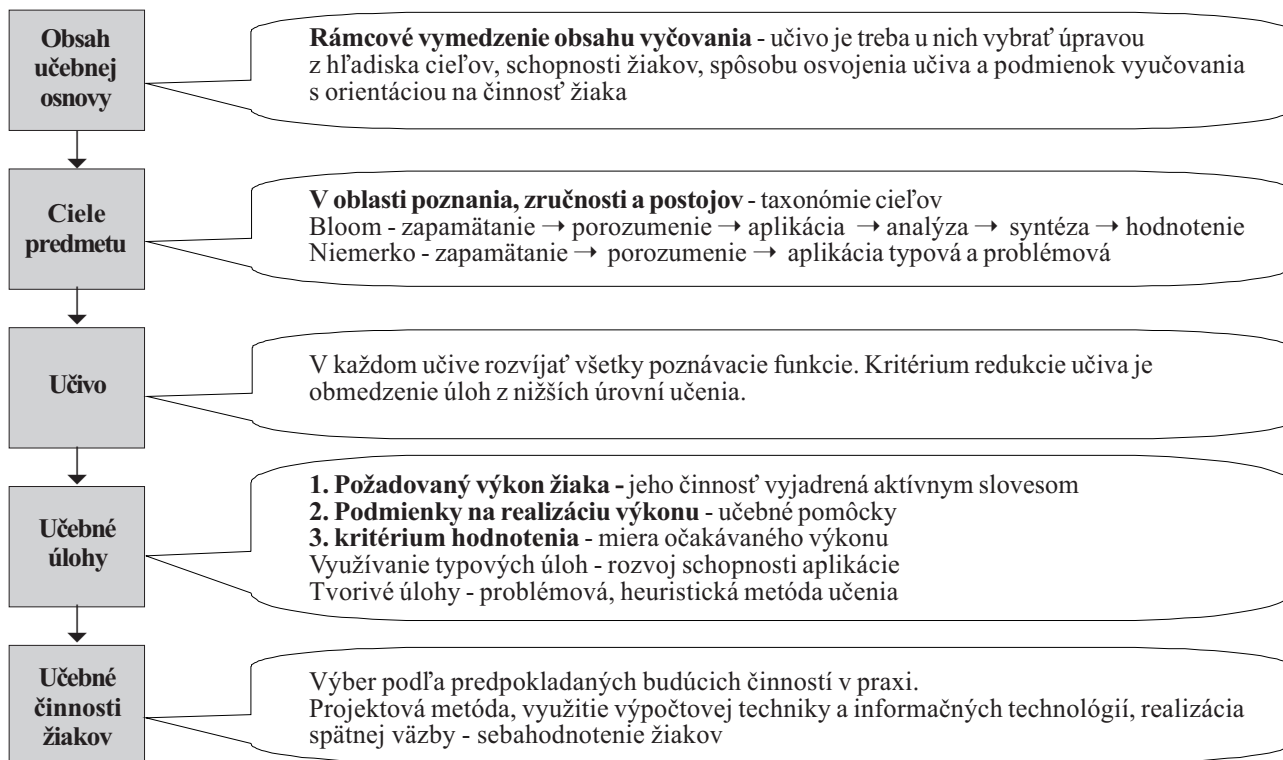 Obsah
učebnej
osnovy
Rámcové vymedzenie obsahu vyčovania - učivo je treba u nich vybrať úpravou
z hľadiska cieľov, schopnosti žiakov, spôsobu osvojenia učiva a podmienok vyučovania
s orientáciou na činnosť žiaka
Ciele
predmetu
V oblasti poznania, zručnosti a postojov - taxonómie cieľov
Bloom - zapamätanie → porozumenie → aplikácia → analýza → syntéza → hodnotenie
Niemerko - zapamätanie → porozumenie → aplikácia typová a problémová
Učivo
V každom učive rozvíjať všetky poznávacie funkcie. Kritérium redukcie učiva je
obmedzenie úloh z nižších úrovní učenia.
Učebné
úlohy
1. Požadovaný výkon žiaka - jeho činnosť vyjadrená aktívnym slovesom
2. Podmienky na realizáciu výkonu - učebné pomôcky
3. kritérium hodnotenia - miera očakávaného výkonu
Využívanie typových úloh - rozvoj schopnosti aplikácie
Tvorivé úlohy - problémová, heuristická metóda učenia
Učebné
činnosti
žiakov
Výber podľa predpokladaných budúcich činností v praxi.
Projektová metóda, využitie výpočtovej techniky a informačných technológií, realizácia
spätnej väzby - sebahodnotenie žiakov